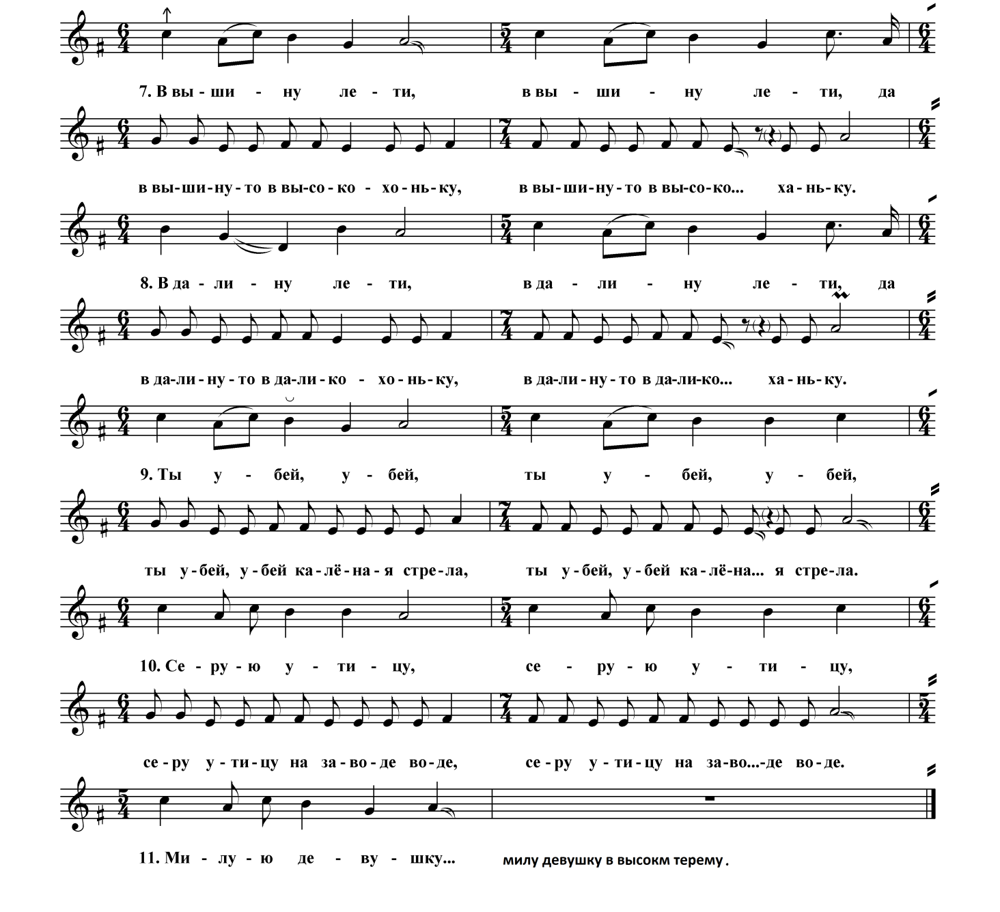 7. В вы - ши - ну ле - ти, в вы - ши - ну ле - ти, да
в вы-ши-ну-то в вы-со-ко - хо-нь-ку, в вы-ши-ну-то в вы-со-ко... ха-нь-ку.
8. В да - ли - ну ле - ти, в да - ли - ну ле - ти, да
в да-ли-ну-то в да-ли-ко - хо-нь-ку, в да-ли-ну-то в да-ли-ко... ха-нь-ку.
9. Ты у - бей, у - бей, ты у - бей, у - бей,
ты у-бей, у-бей ка-лё-на-я стре-ла, ты у-бей, у-бей ка-лё-на... я стре-ла.
10. Се - ру - ю у - ти - цу, се - ру - ю у - ти - цу,
се-ру у-ти-цу на за-во-де во-де, се-ру у-ти-цу на за-во...-де во-де.
11. Ми - лу - ю де - ву - шку... милу девушку в высокм терему.